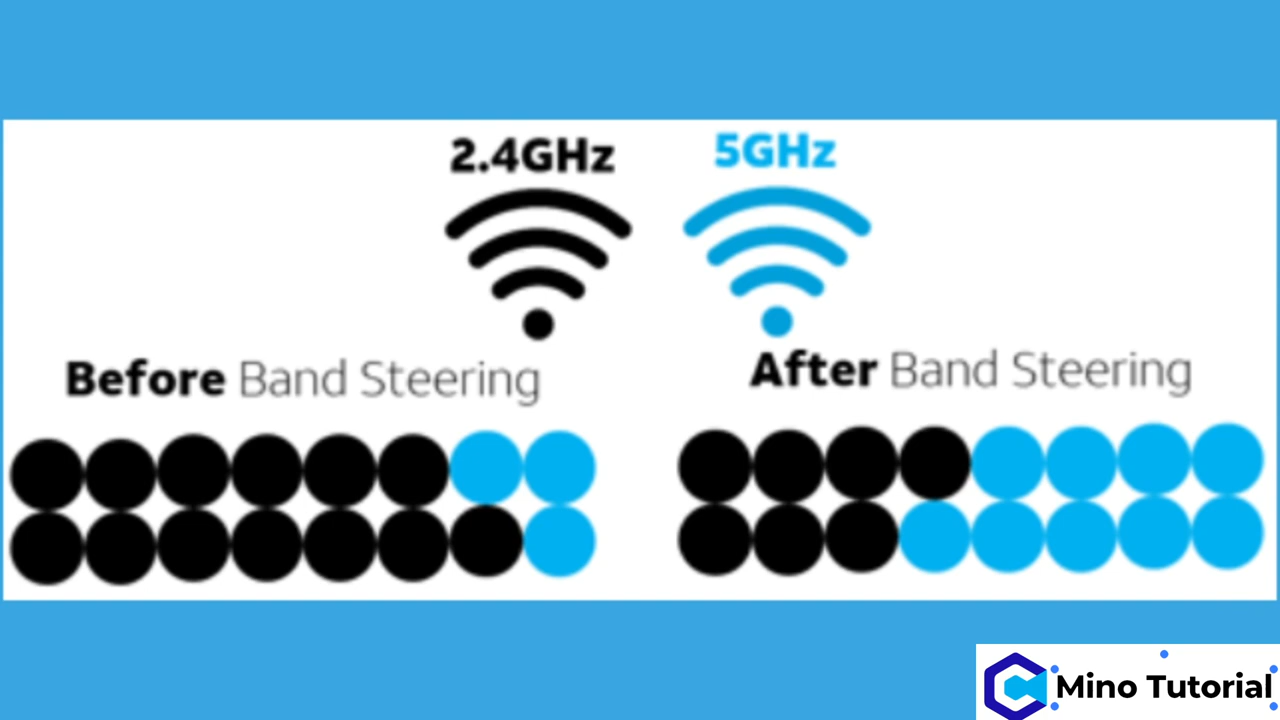 2.4GHz
5GHz
Before Band Steering
After Band Steering
Mino Tutorial